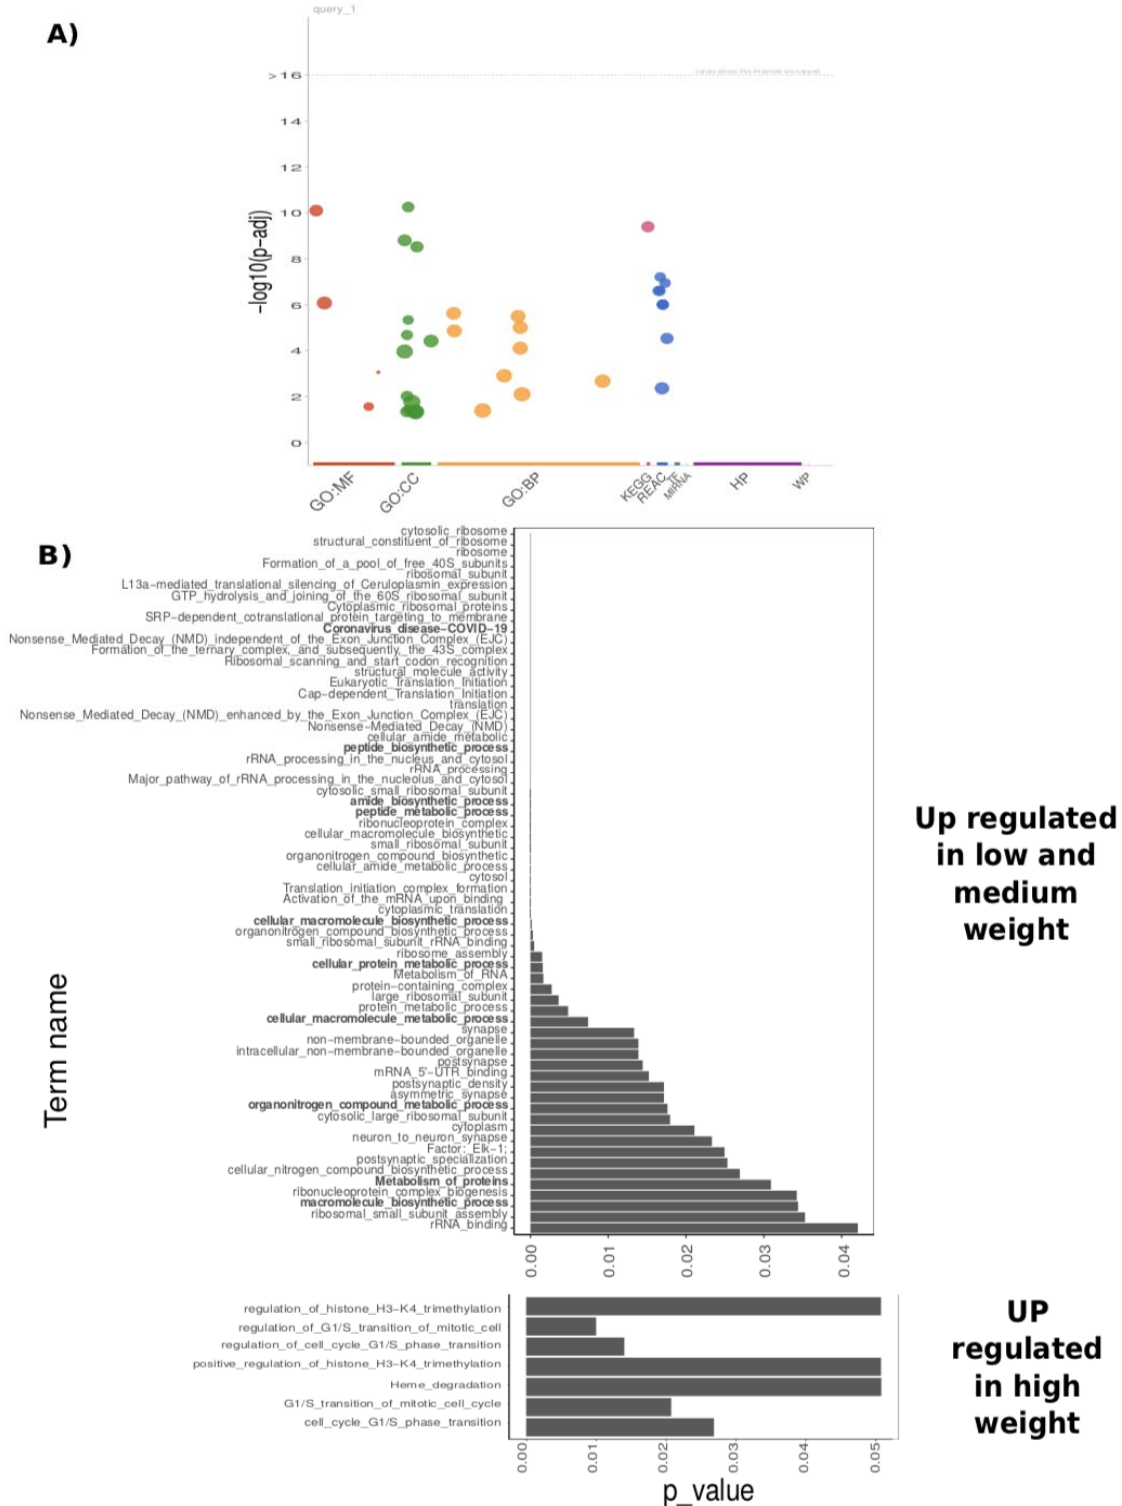 query_1
A)
>16
values above this threshold are capped
14
12
10
8
6
4
2
0
-log10(p-adj)
GO:MF
GO:CC
GO:BP
KEGG
REAC
TF
MIRNA
HP
WP
B)
cytosolic_ribosome
structural_constituent_of_ribosome
ribosome
Formation_of_a_pool_of_free_40S_subunits
ribosomal_subunit
L13a-mediated_translational_silencing_of_Ceruloplasmin_expression
GTP_hydrolysis_and_joining_of_the_60S_ribosomal_subunit
Cytoplasmic_ribosomal_proteins
SRP-dependent_cotranslational_protein_targeting_to_membrane
Coronavirus_disease-COVID-19
Nonsense_Mediated_Decay_(NMD)_independent_of_the_Exon_Junction_Complex_(EJC)
Formation_of_the_ternary_complex,_and_subsequently,_the_43S_complex
Ribosomal_scanning_and_start_codon_recognition
structural_molecule_activity
Eukaryotic_Translation_Initiation
Cap-dependent_Translation_Initiation
translation
Nonsense_Mediated_Decay_(NMD)_enhanced_by_the_Exon_Junction_Complex_(EJC)
Nonsense-Mediated_Decay_(NMD)
cellular_amide_metabolic
peptide_biosynthetic_process
rRNA_processing_in_the_nucleus_and_cytosol
rRNA_processing
Major_pathway_of_rRNA_processing_in_the_nucleolus_and_cytosol
cytosolic_small_ribosomal_subunit
amide_biosynthetic_process
peptide_metabolic_process
ribonucleoprotein_complex
cellular_macromolecule_biosynthetic
small_ribosomal_subunit
organonitrogen_compound_biosynthetic
cellular_amide_metabolic_process
cytosol
Translation_initiation_complex_formation
Activation_of_the_mRNA_upon_binding_
cytoplasmic_translation
cellular_macromolecule_biosynthetic_process
organonitrogen_compound_biosynthetic_process
small_ribosomal_subunit_rRNA_binding
ribosome_assembly
cellular_protein_metabolic_process
Metabolism_of_RNA
protein-containing_complex
large_ribosomal_subunit
protein_metabolic_process
cellular_macromolecule_metabolic_process
synapse
non-membrane-bounded_organelle
intracellular_non-membrane-bounded_organelle
postsynapse
mRNA_5'-UTR_binding
postsynaptic_density
asymmetric_synapse
organonitrogen_compound_metabolic_process
cytosolic_large_ribosomal_subunit
cytoplasm
neuron_to_neuron_synapse
Factor:_Elk-1;
postsynaptic_specialization
cellular_nitrogen_compound_biosynthetic_process
Metabolism_of_proteins
ribonucleoprotein_complex_biogenesis
macromolecule_biosynthetic_process
ribosomal_small_subunit_assembly
rRNA_binding
Term name
0.00
0.01
0.02
0.03
0.04
Up regulated
in low and
medium
weight
regulation_of_histone_H3-K4_trimethylation
regulation_of_G1/S_transition_of_mitotic_cell
regulation_of_cell_cycle_G1/S_phase_transition
positive_regulation_of_histone_H3-K4_trimethylation
Heme_degradation
G1/S_transition_of_mitotic_cell_cycle
cell_cycle_G1/S_phase_transition
0.00
0.01
0.02
0.03
0.04
0.05
p_value
UP
regulated
in high
weight